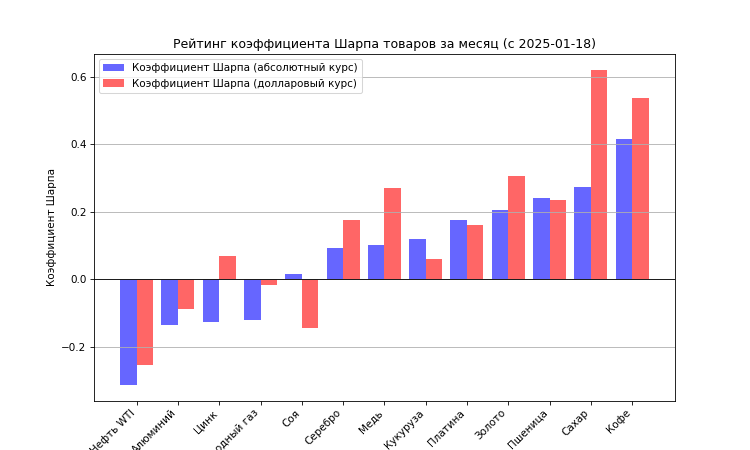 Рейтинг коэффициента Шарпа товаров за месяц (с 2025-01-18)
Коэффициент Шарпа (абсолютный курс)
Коэффициент Шарпа (долларовый курс)
Коэффициент Шарпа
0.6
0.4
0.2
0.0
−0.2
Нефть WTI
Алюминий
Цинк
одный газ
Соя
Серебро
Медь
Кукуруза
Платина
Золото
Пшеница
Сахар
Кофе